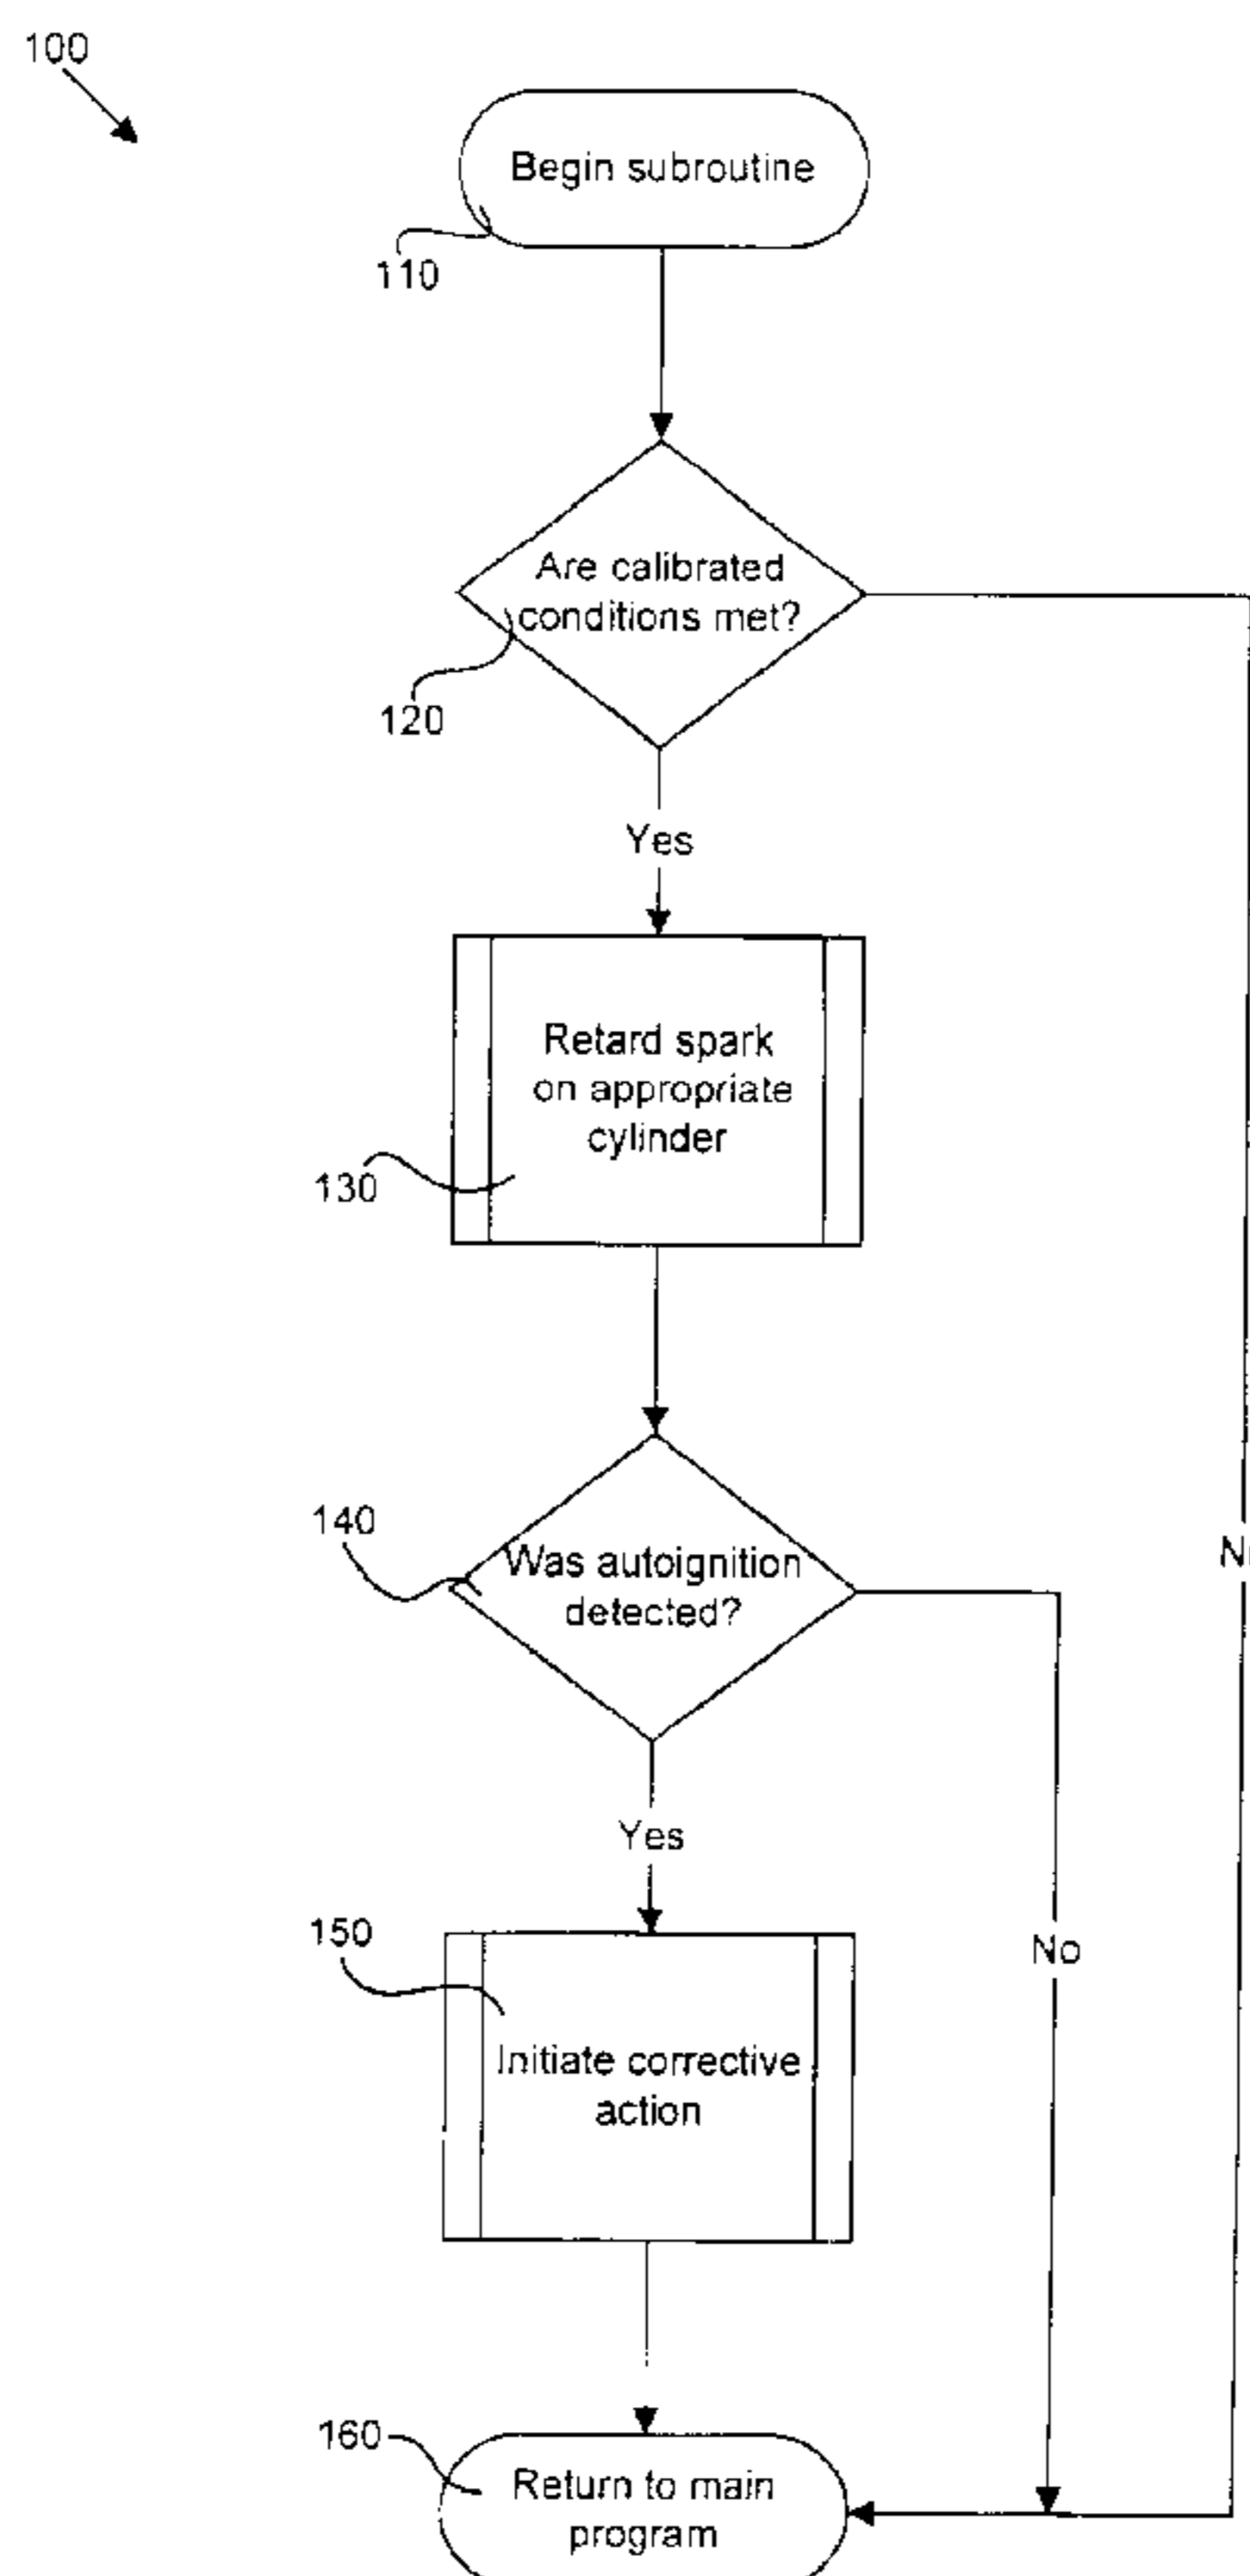 100
Begin subroutine
110
Are calibrated
conditions met?
120
Yes
Retard spark
on appropriate
cylinder
130
140
Was autoignition
detected?
Yes
No
150
Initiate corrective
action
160
Return to main
program